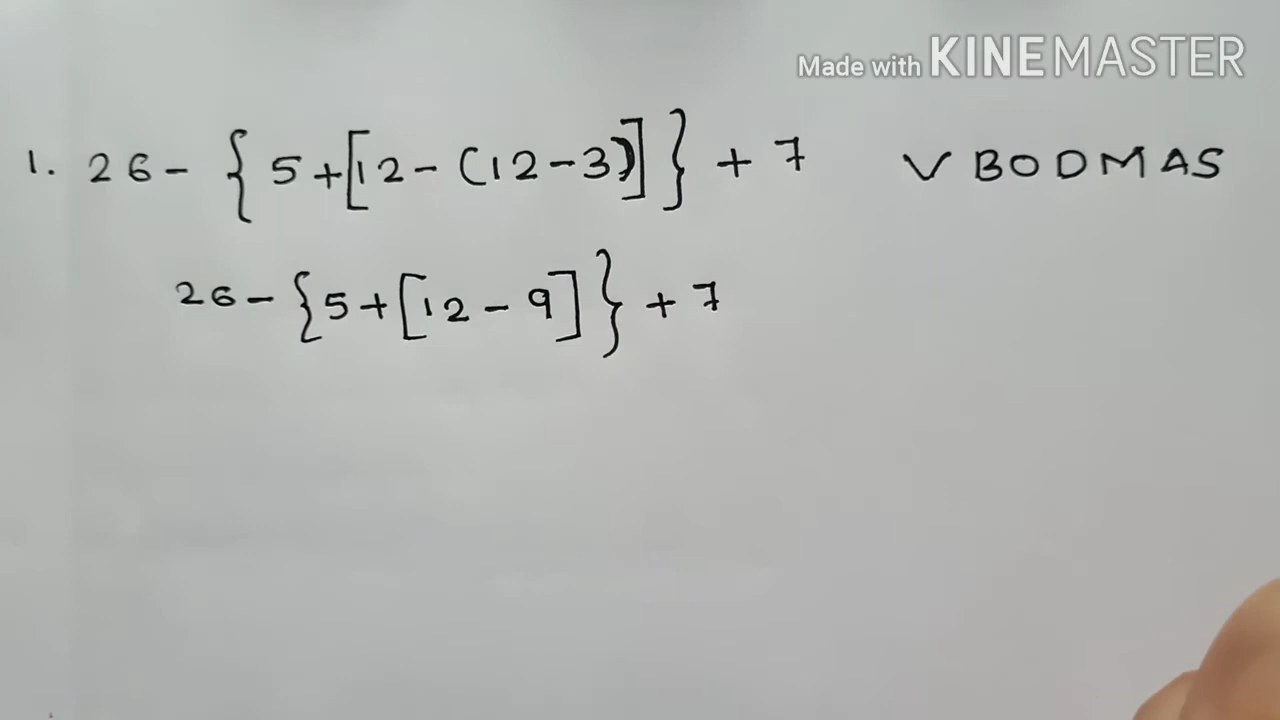 Made with KINEMASTER
1. 26 - { 5 + [12 - (12 - 3)] } + 7 V BODMAS
26 - {5 + [12 - 9]} + 7